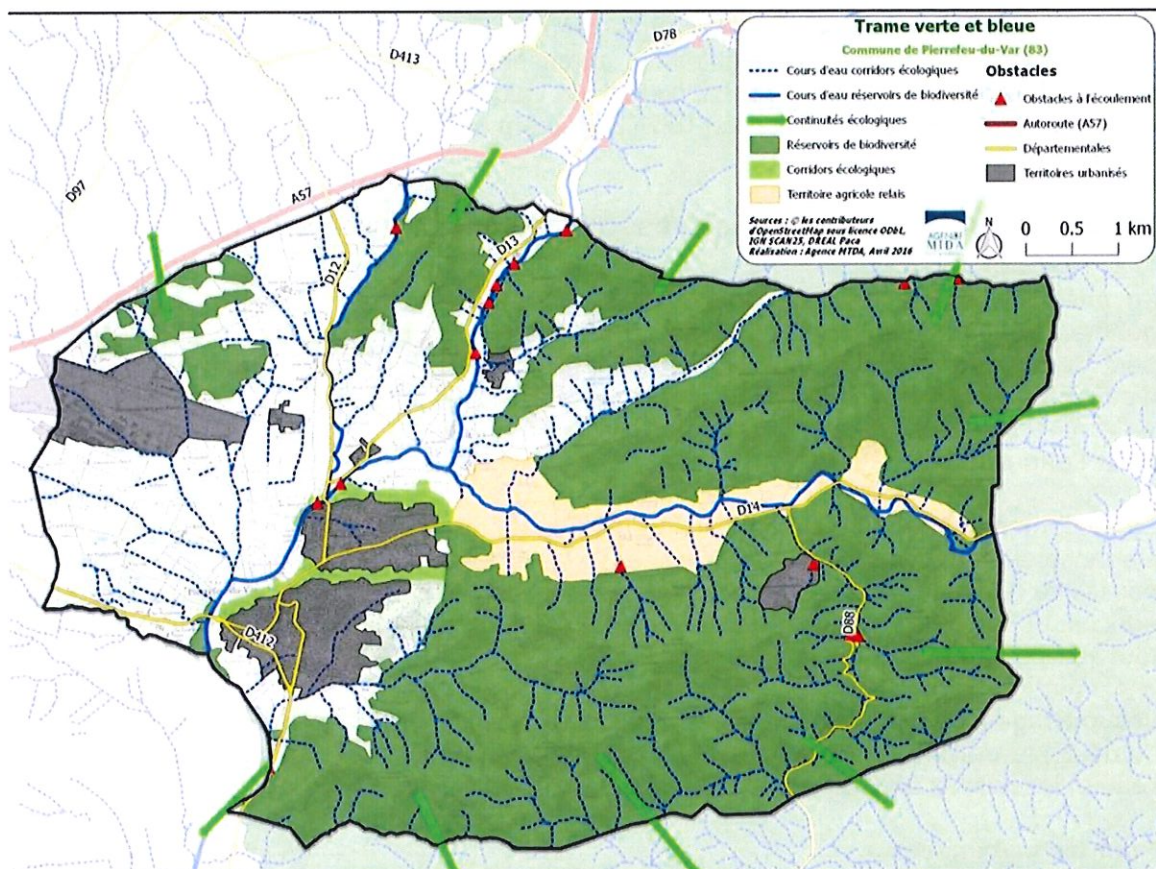 Trame verte et bleue
Commune de Pierrefeu-du-Var (83)
Cours d'eau corridors écologiques
Cours d'eau réservoirs de biodiversité
Continuités écologiques
Réservoirs de biodiversité
Corridors écologiques
Territoire agricole relais
Obstacles
Obstacles à l'écoulement
Autoroute (A57)
Départementales
Territoires urbanisés
Sources : © les contributeurs
d'OpenStreetMap sous licence ODbL,
IGN SCAN25, DREAL Paca
Réalisation : Agence MTDA, Avril 2016
AGENCE
MTDA
N
0 0.5 1 km
D78
D413
D97
A57
D12
D13
D14
D88
D412